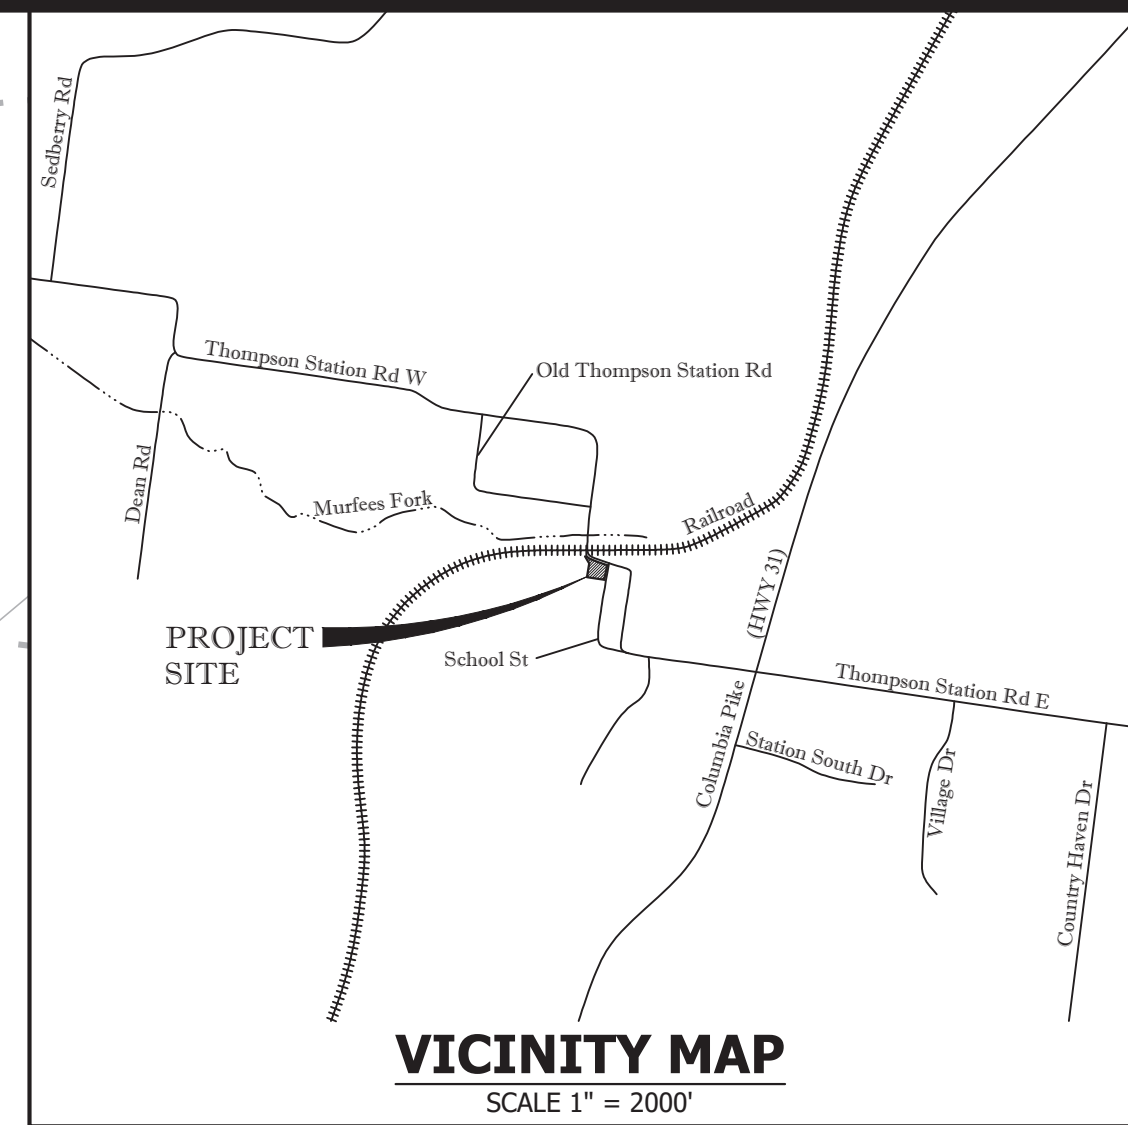 Sedberry Rd
Thompson Station Rd W
Old Thompson Station Rd
Dean Rd
Murfees Fork
Railroad
(HWY 31)
PROJECT
SITE
School St
Thompson Station Rd E
Columbia Pike
Station South Dr
Village Dr
Country Haven Dr
VICINITY MAP
SCALE 1" = 2000'